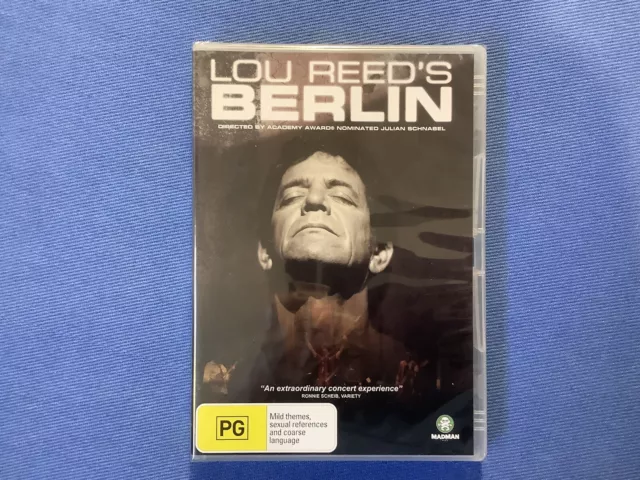 LOU REED'S
BERLIN
DIRECTED BY ACADEMY AWARD® NOMINATED JULIAN SCHNABEL
"An extraordinary concert experience"
RONNIE SCHEIB, VARIETY
PG
Mild themes,
sexual references
and coarse
language
MADMAN